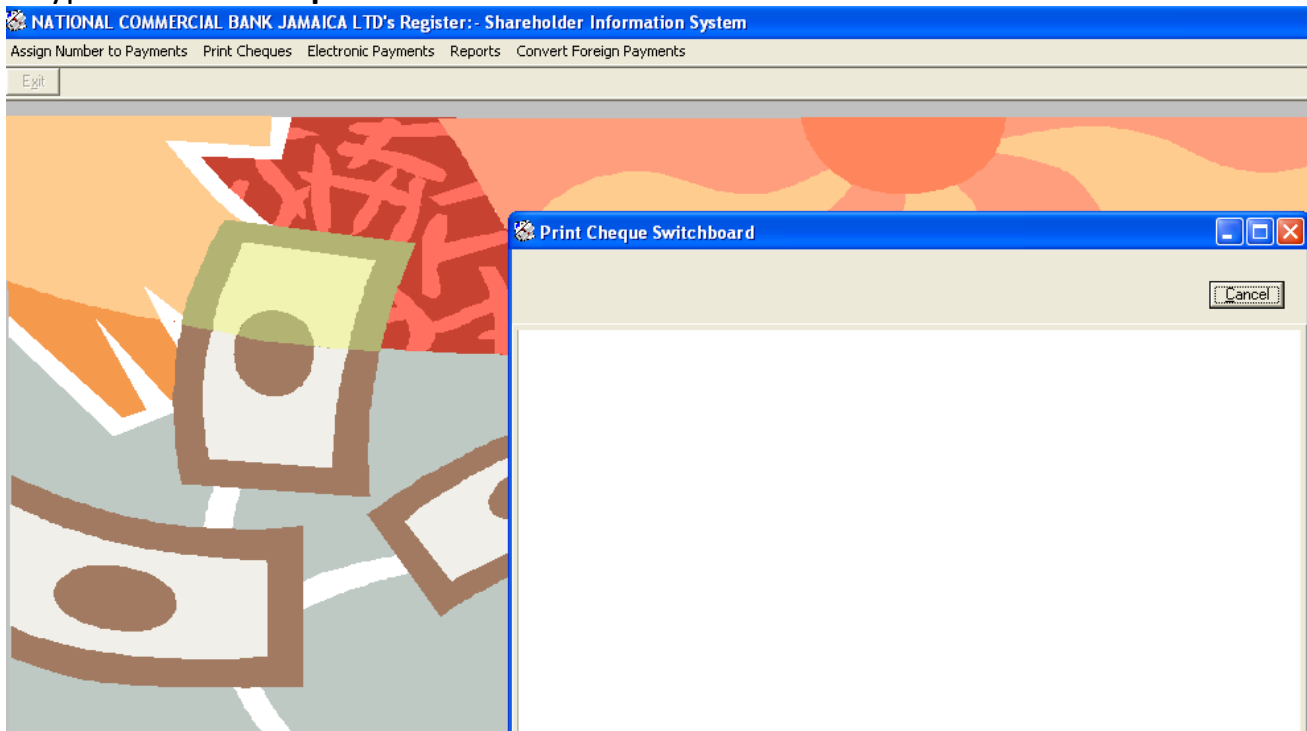 NATIONAL COMMERCIAL BANK JAMAICA LTD's Register:- Shareholder Information System
Assign Number to Payments Print Cheques Electronic Payments Reports Convert Foreign Payments
Exit
Print Cheque Switchboard
Cancel